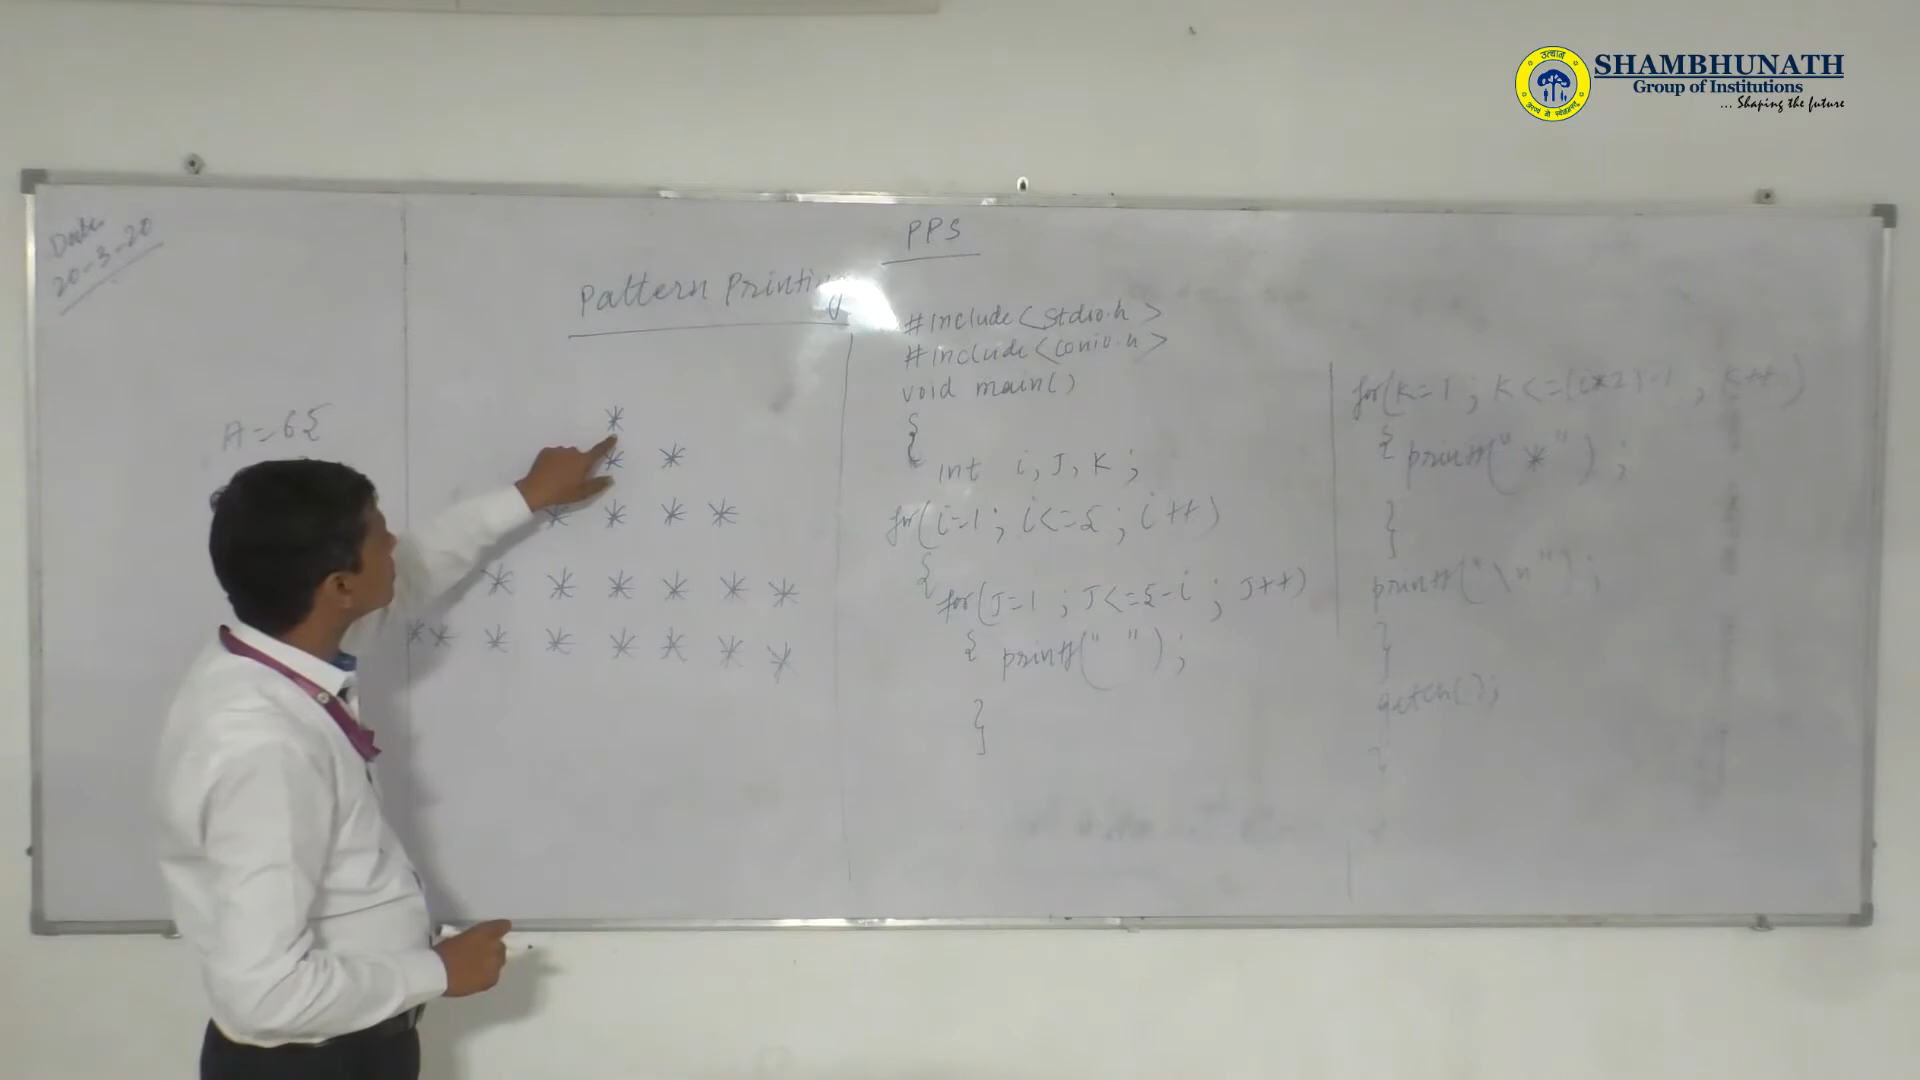 उत्थान
SHAMBHUNATH
Group of Institutions
... Shaping the future
Date
20-3-20
PPS
Pattern Printing
A=65
*
* *
* * * *
* * * * * *
* * * * * * * *
#include<stdio.h>
#include<conio.h>
void main()
{
int i, J, K ;
for(i=1 ; i<=5 ; i++)
{
for(J=1 ; J<=5-i ; J++)
{ printf(" ") ;
}
for(K=1 ; K<=(i*2)-1 ; K++)
{ printf("*") ;
}
printf("\n") ;
}
getch();
}